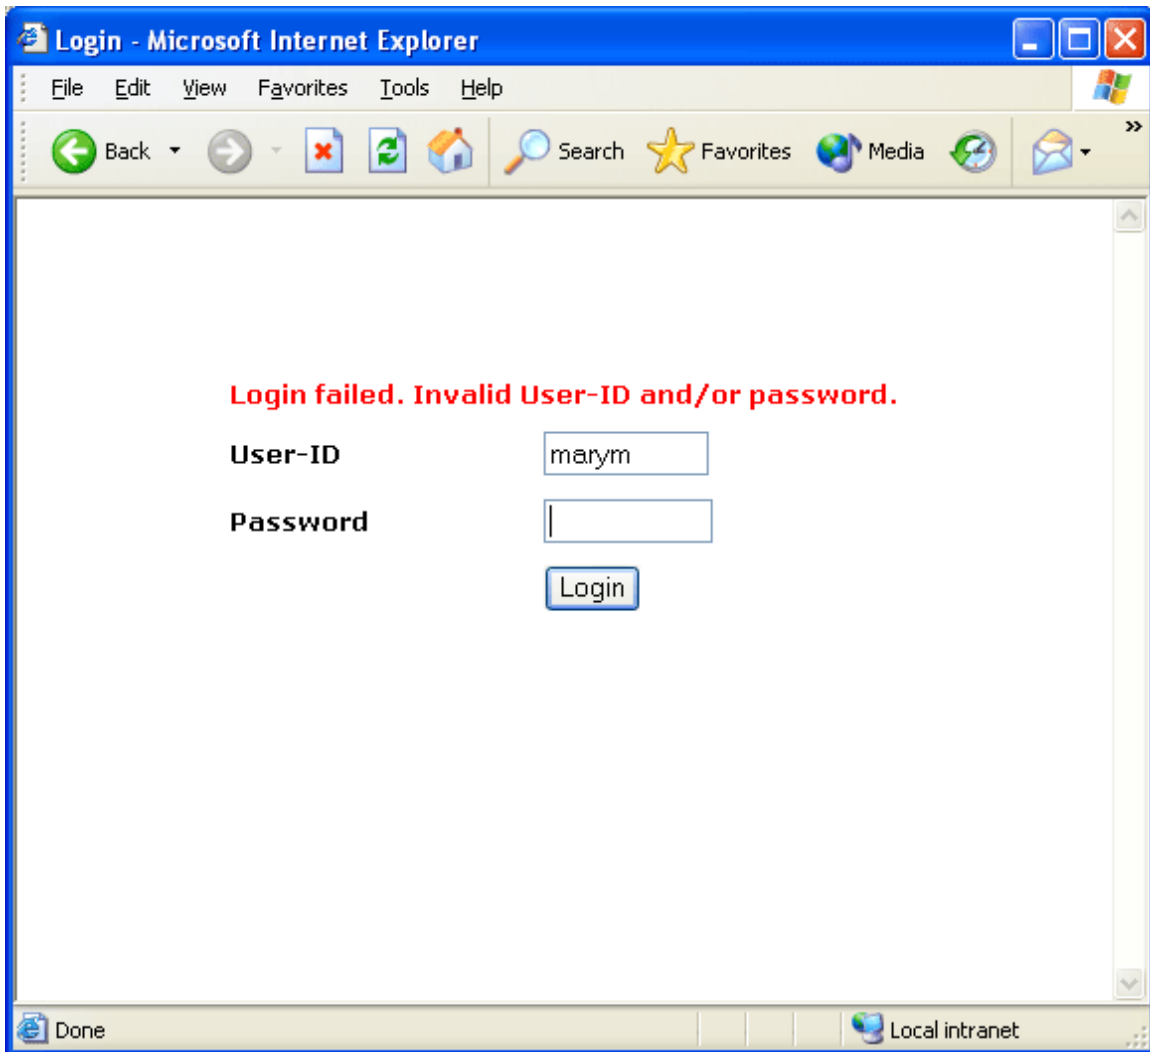 Login - Microsoft Internet Explorer
File Edit View Favorites Tools Help
Back Search Favorites Media »
Login failed. Invalid User-ID and/or password.
User-ID marym
Password
Login
Done Local intranet